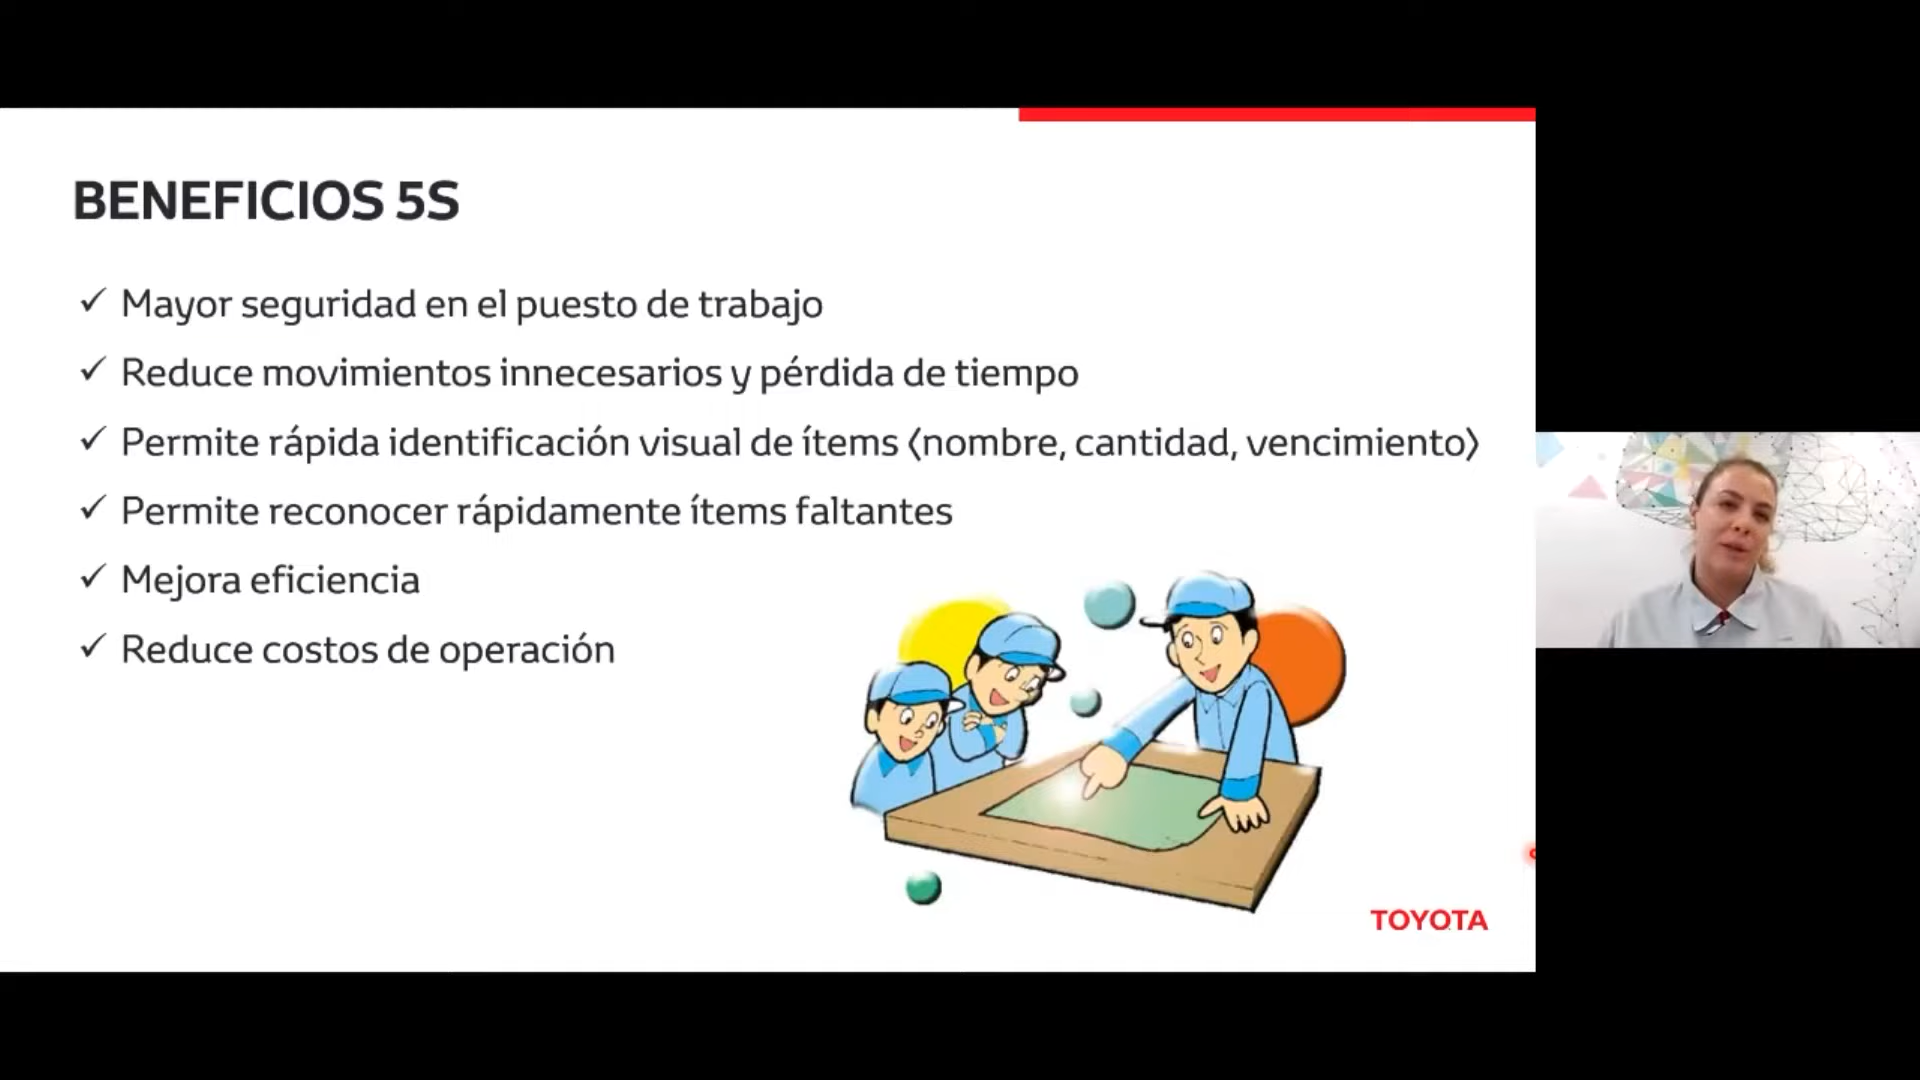 BENEFICIOS 5S
✓ Mayor seguridad en el puesto de trabajo
✓ Reduce movimientos innecesarios y pérdida de tiempo
✓ Permite rápida identificación visual de ítems (nombre, cantidad, vencimiento)
✓ Permite reconocer rápidamente ítems faltantes
✓ Mejora eficiencia
✓ Reduce costos de operación
TOYOTA